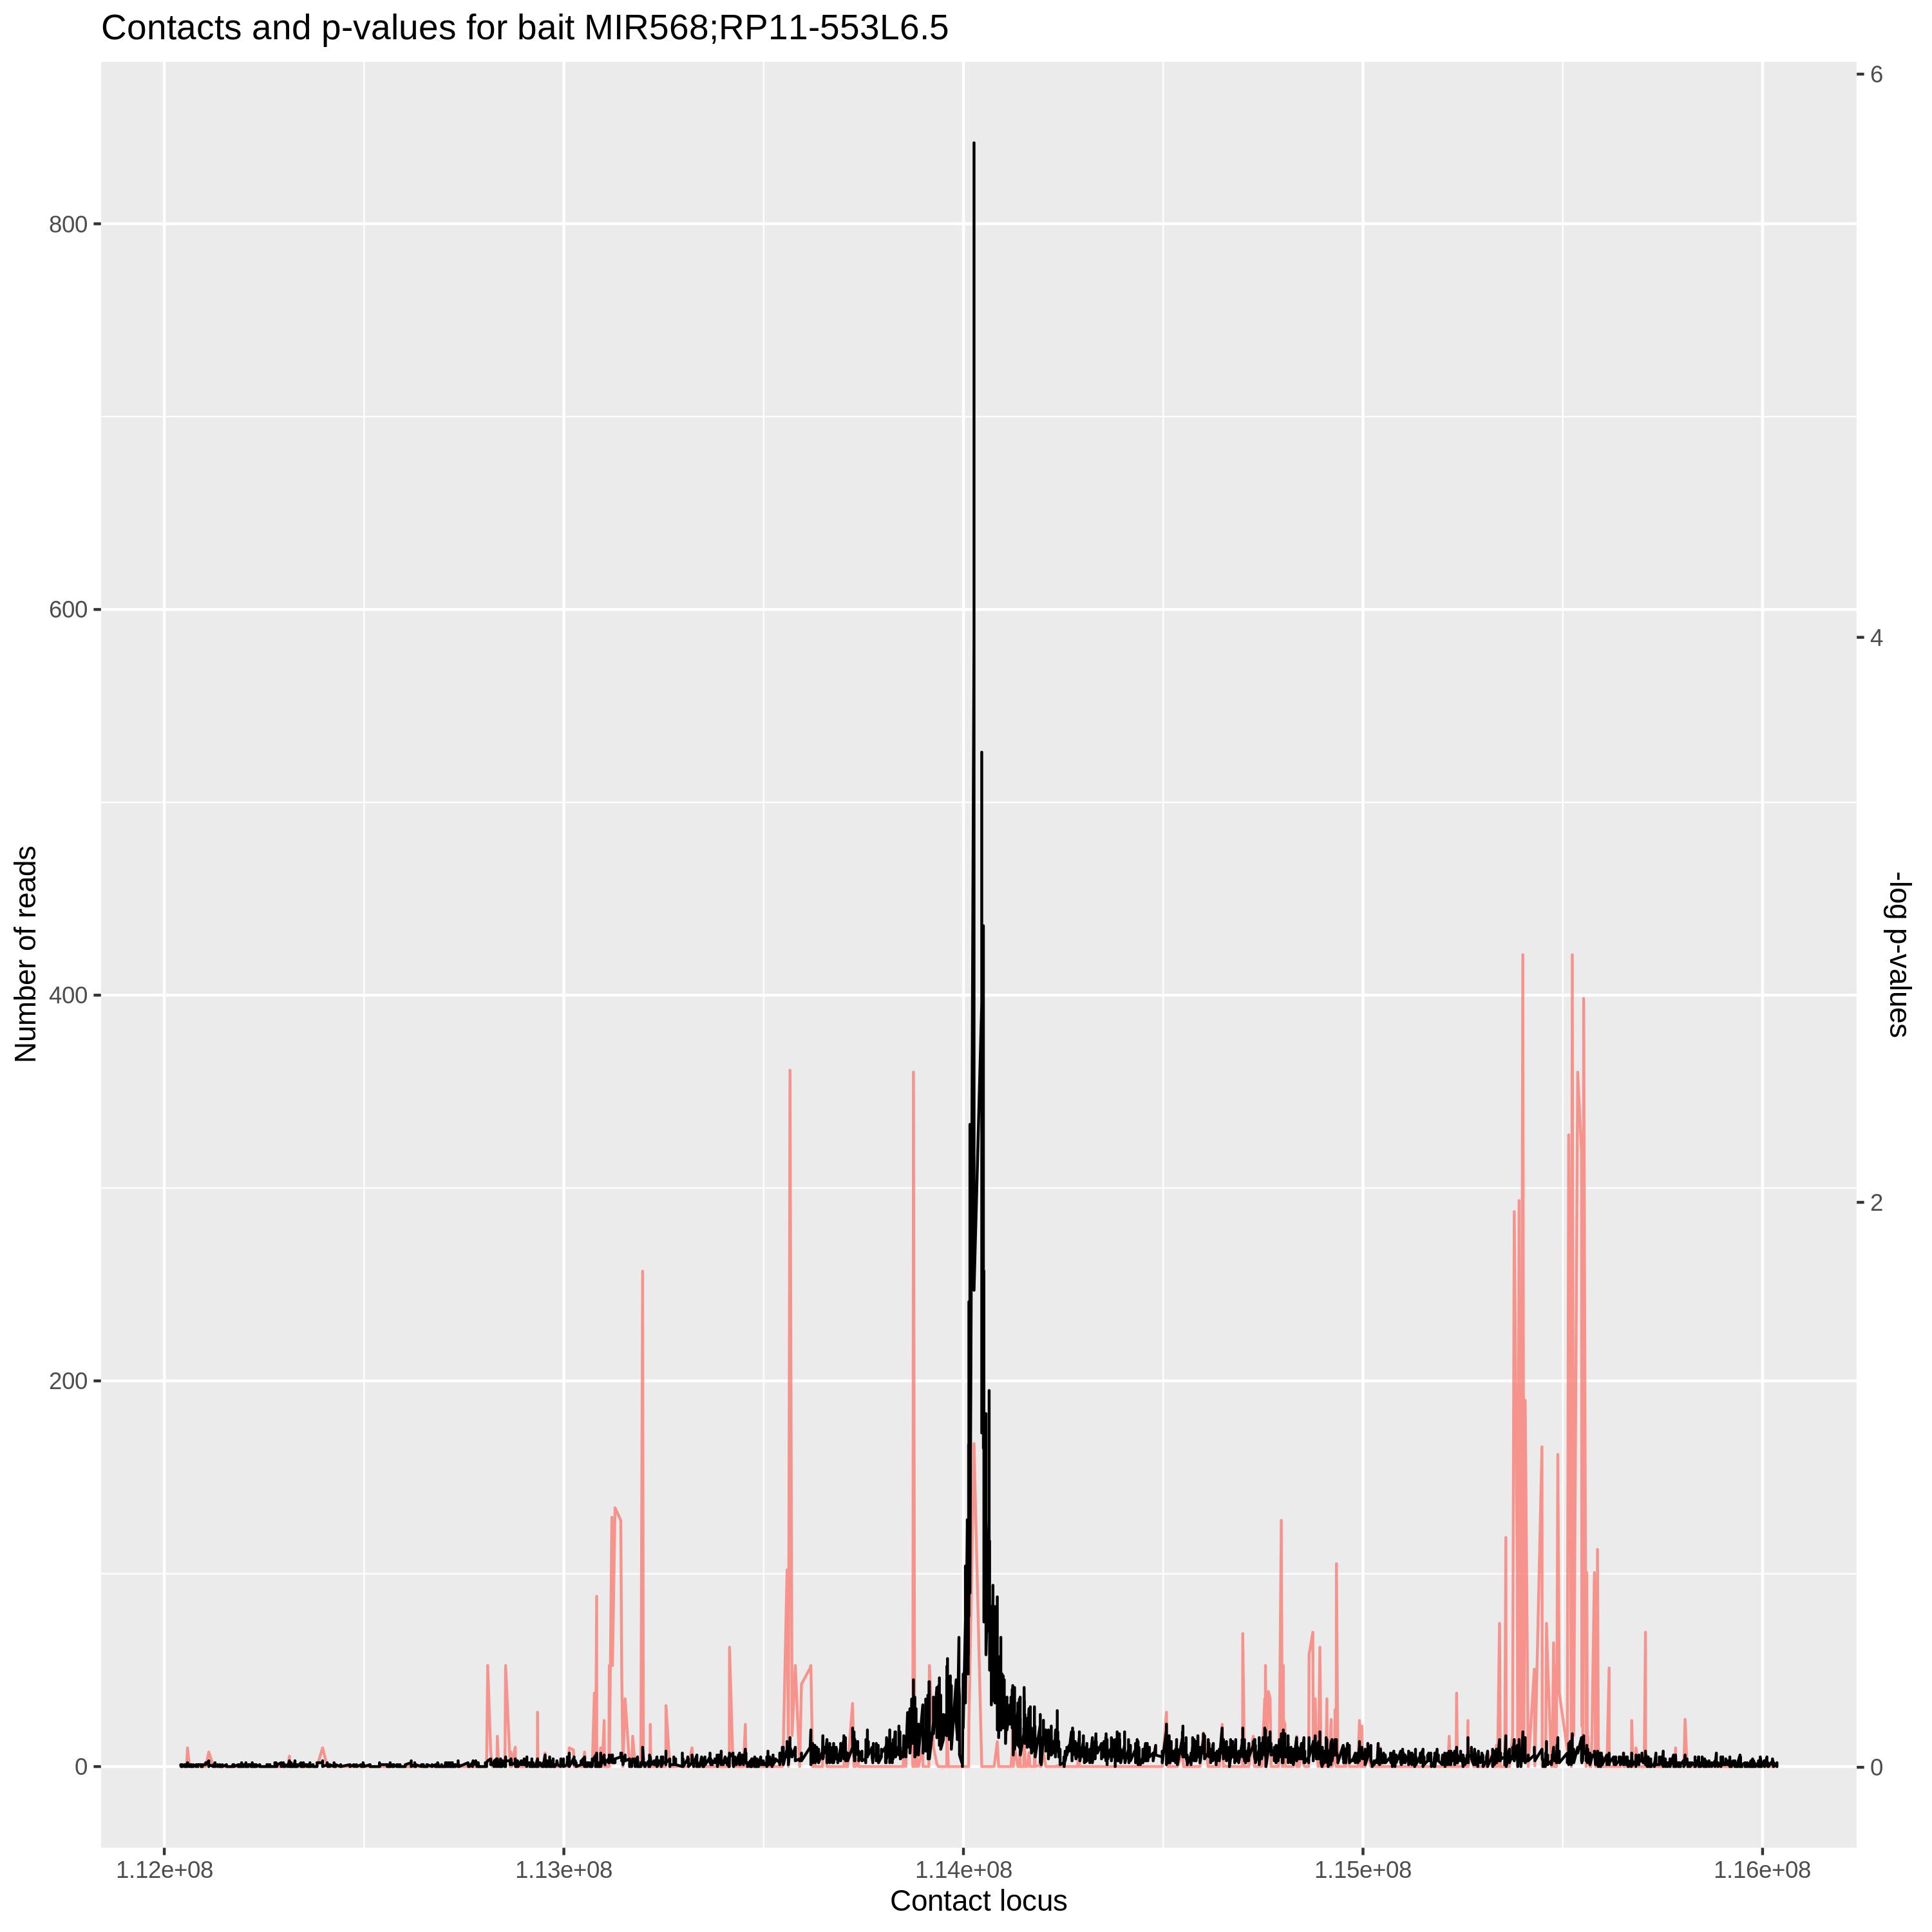 Contacts and p-values for bait MIR568;RP11-553L6.5
6
800
600
4
Number of reads
-log p-values
400
2
200
0
0
1.12e+08 1.13e+08 1.14e+08 1.15e+08 1.16e+08
Contact locus